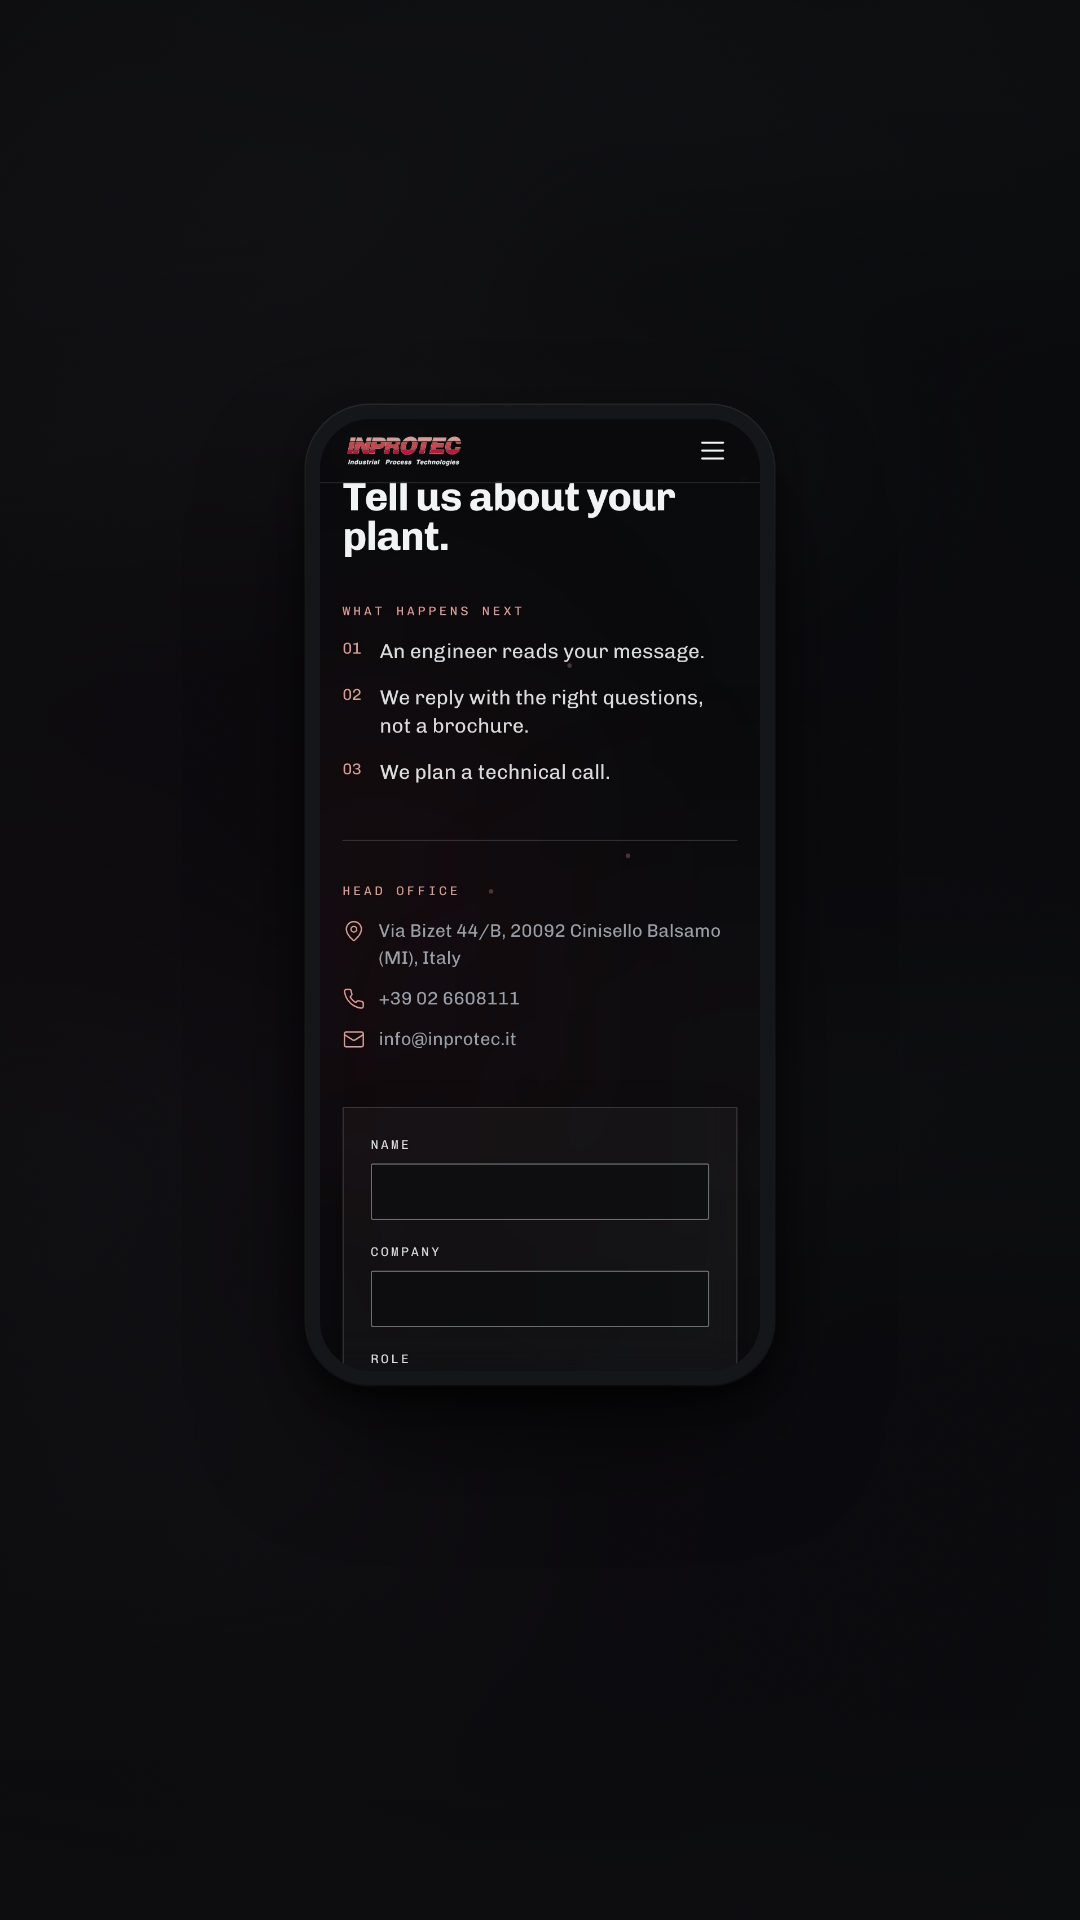 INPROTEC
Industrial Process Technologies
Tell us about your
plant.
WHAT HAPPENS NEXT
01 An engineer reads your message.
02 We reply with the right questions,
not a brochure.
03 We plan a technical call.
HEAD OFFICE
Via Bizet 44/B, 20092 Cinisello Balsamo
(MI), Italy
+39 02 6608111
info@inprotec.it
NAME
COMPANY
ROLE